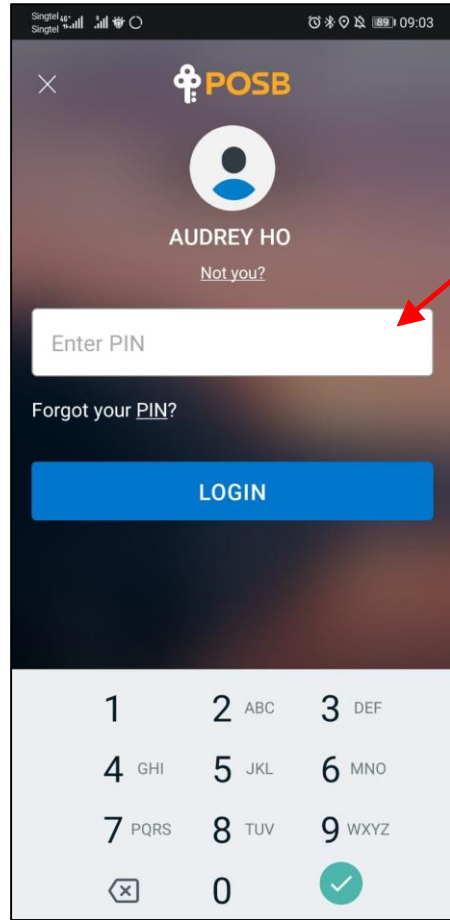 Singtel 4G+
Singtel
89 09:03
POSB
AUDREY HO
Not you?
Enter PIN
Forgot your PIN?
LOGIN
1
2 ABC
3 DEF
4 GHI
5 JKL
6 MNO
7 PQRS
8 TUV
9 WXYZ
0